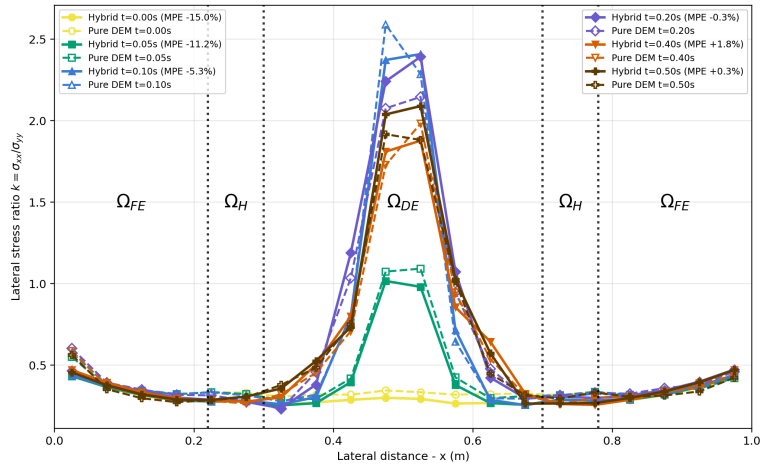 Hybrid t=0.00s (MPE -15.0%)
Pure DEM t=0.00s
Hybrid t=0.05s (MPE -11.2%)
Pure DEM t=0.05s
Hybrid t=0.10s (MPE -5.3%)
Pure DEM t=0.10s
Hybrid t=0.20s (MPE -0.3%)
Pure DEM t=0.20s
Hybrid t=0.40s (MPE +1.8%)
Pure DEM t=0.40s
Hybrid t=0.50s (MPE +0.3%)
Pure DEM t=0.50s
Lateral stress ratio k = σxx/σyy
2.5
2.0
1.5
1.0
0.5
Ω_FE
Ω_H
Ω_DE
Ω_H
Ω_FE
0.0 0.2 0.4 0.6 0.8 1.0
Lateral distance - x (m)